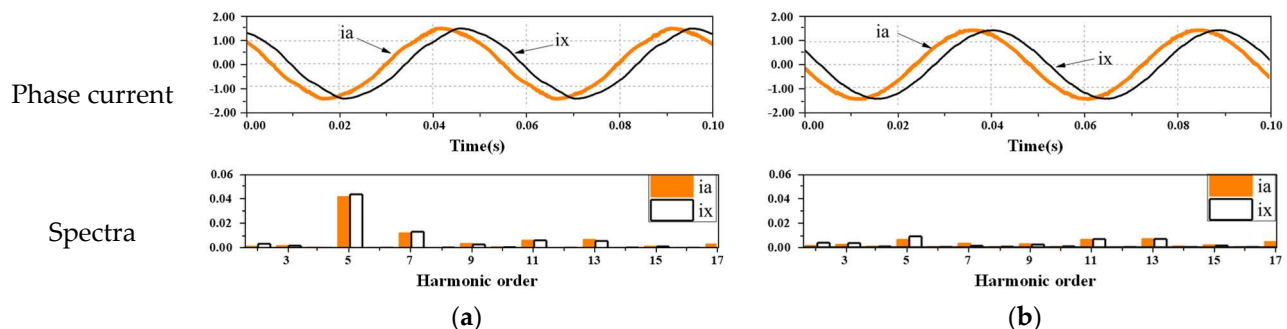 Phase current
2.00
1.00
0.00
-1.00
-2.00
ia
ix
0.00 0.02 0.04 0.06 0.08 0.10
Time(s)
2.00
1.00
0.00
-1.00
-2.00
ia
ix
0.00 0.02 0.04 0.06 0.08 0.10
Time(s)
Spectra
0.06
0.04
0.02
0.00
ia
ix
3 5 7 9 11 13 15 17
Harmonic order
0.06
0.04
0.02
0.00
ia
ix
3 5 7 9 11 13 15 17
Harmonic order
(a)
(b)